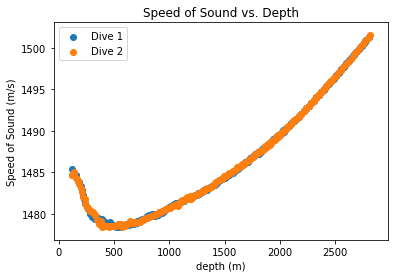 Speed of Sound vs. Depth
Dive 1
Dive 2
Speed of Sound (m/s)
1500
1495
1490
1485
1480
0
500
1000
1500
2000
2500
depth (m)